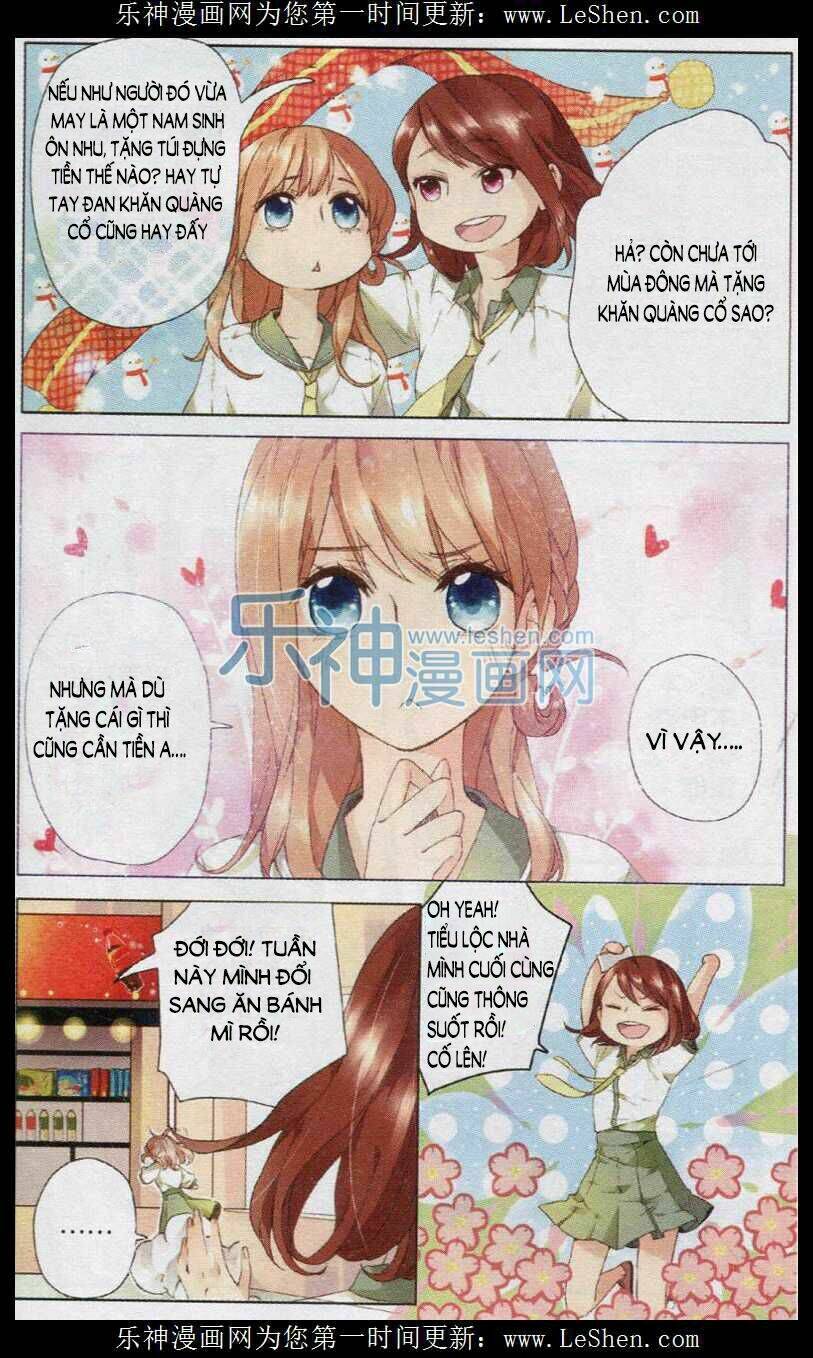 乐神漫画网为您第一时间更新：www.LeShen.com
NẾU NHƯ NGƯỜI ĐÓ VỪA
MAY LÀ MỘT NAM SINH
ÔN NHU, TẶNG TÚI ĐỰNG
TIỀN THẾ NÀO? HAY TỰ
TAY ĐAN KHĂN QUÀNG
CỔ CŨNG HAY ĐẤY
HẢ? CÒN CHƯA TỚI
MÙA ĐÔNG MÀ TẶNG
KHĂN QUÀNG CỔ SAO?
乐神漫画网
www.leshen.com
NHƯNG MÀ DÙ
TẶNG CÁI GÌ THÌ
CŨNG CẦN TIỀN A....
VÌ VẬY.....
ĐỚI ĐỚI! TUẦN
NÀY MÌNH ĐỔI
SANG ĂN BÁNH
MÌ RỒI!
......
OH YEAH!
TIỂU LỘC NHÀ
MÌNH CUỐI CÙNG
CŨNG THÔNG
SUỐT RỒI!
CỐ LÊN!
乐神漫画网为您第一时间更新：www.LeShen.com